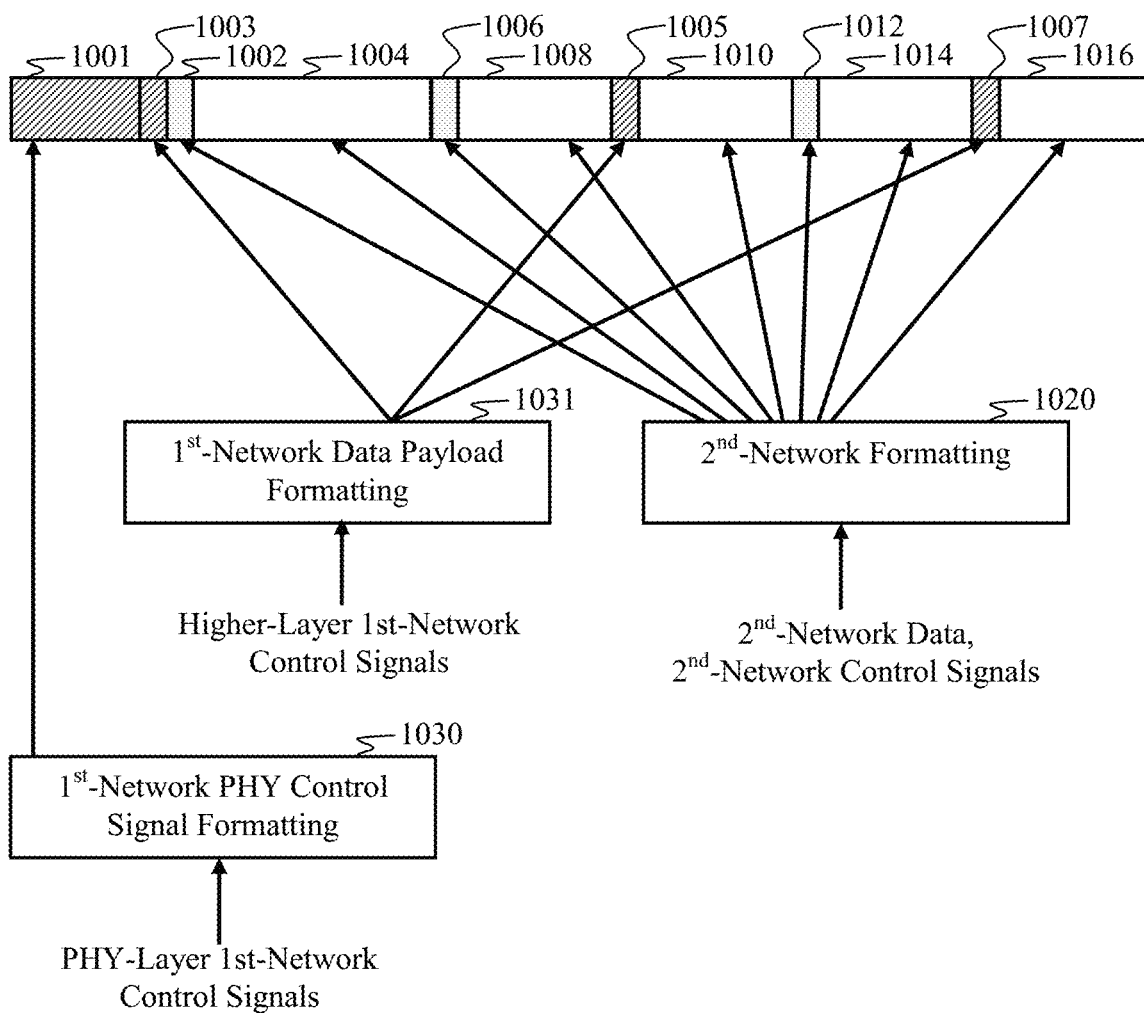 1003 1006 1005 1012 1007
1001 1002 1004 1008 1010 1014 1016
1031 1020
1st-Network Data Payload
Formatting
2nd-Network Formatting
Higher-Layer 1st-Network
Control Signals
2nd-Network Data,
2nd-Network Control Signals
1030
1st-Network PHY Control
Signal Formatting
PHY-Layer 1st-Network
Control Signals